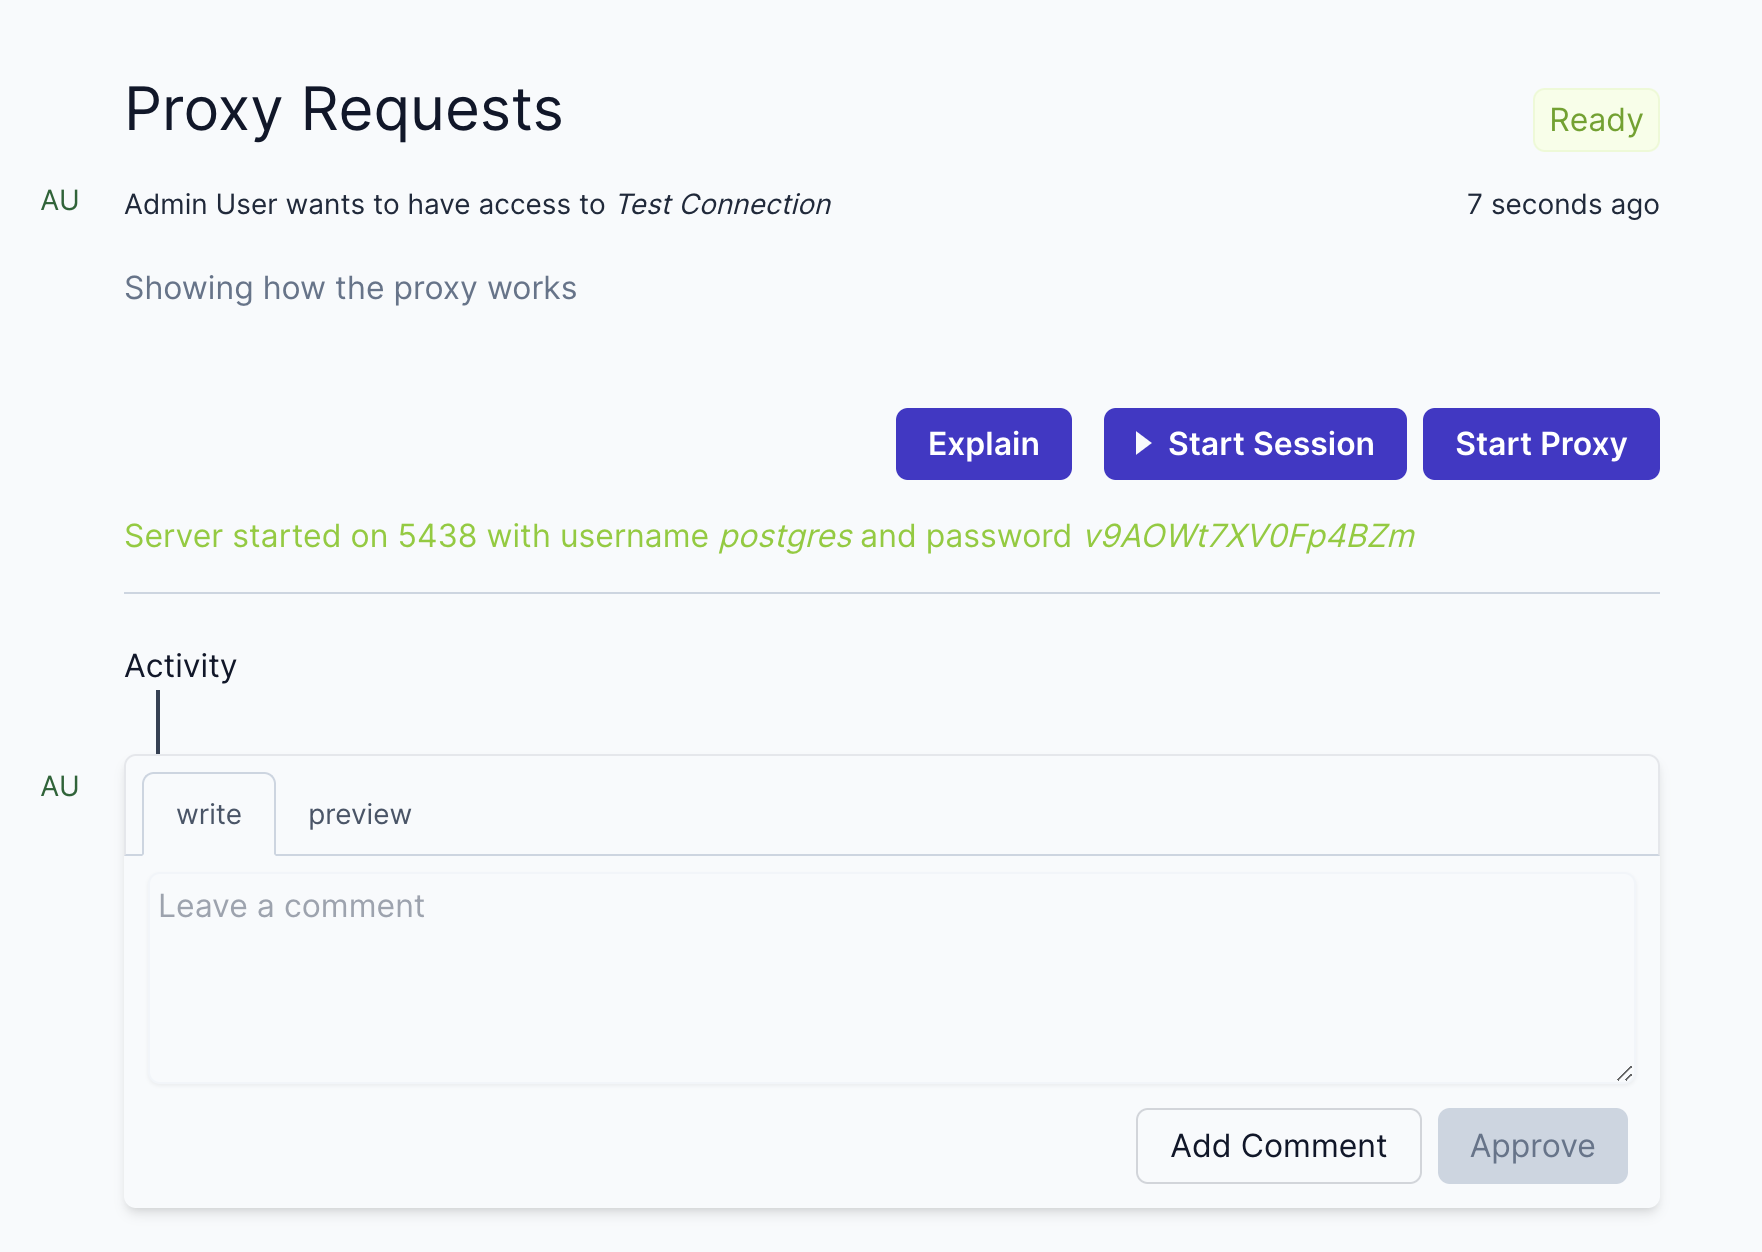 Proxy Requests
Ready
AU
Admin User wants to have access to Test Connection
7 seconds ago
Showing how the proxy works
Explain
Start Session
Start Proxy
Server started on 5438 with username postgres and password v9AOWt7XV0Fp4BZm
Activity
AU
write
preview
Leave a comment
Add Comment
Approve